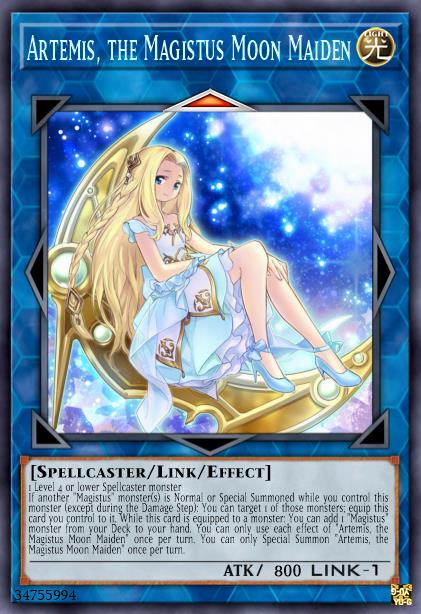 Artemis, the Magistus Moon Maiden
LIGHT
光
[Spellcaster/Link/Effect]
1 Level 4 or lower Spellcaster monster
If another "Magistus" monster(s) is Normal or Special Summoned while you control this
monster (except during the Damage Step): You can target 1 of those monsters; equip this
card you control to it. While this card is equipped to a monster: You can add 1 "Magistus"
monster from your Deck to your hand. You can only use each effect of "Artemis, the
Magistus Moon Maiden" once per turn. You can only Special Summon "Artemis, the
Magistus Moon Maiden" once per turn.
ATK/ 800 LINK-1
34755994